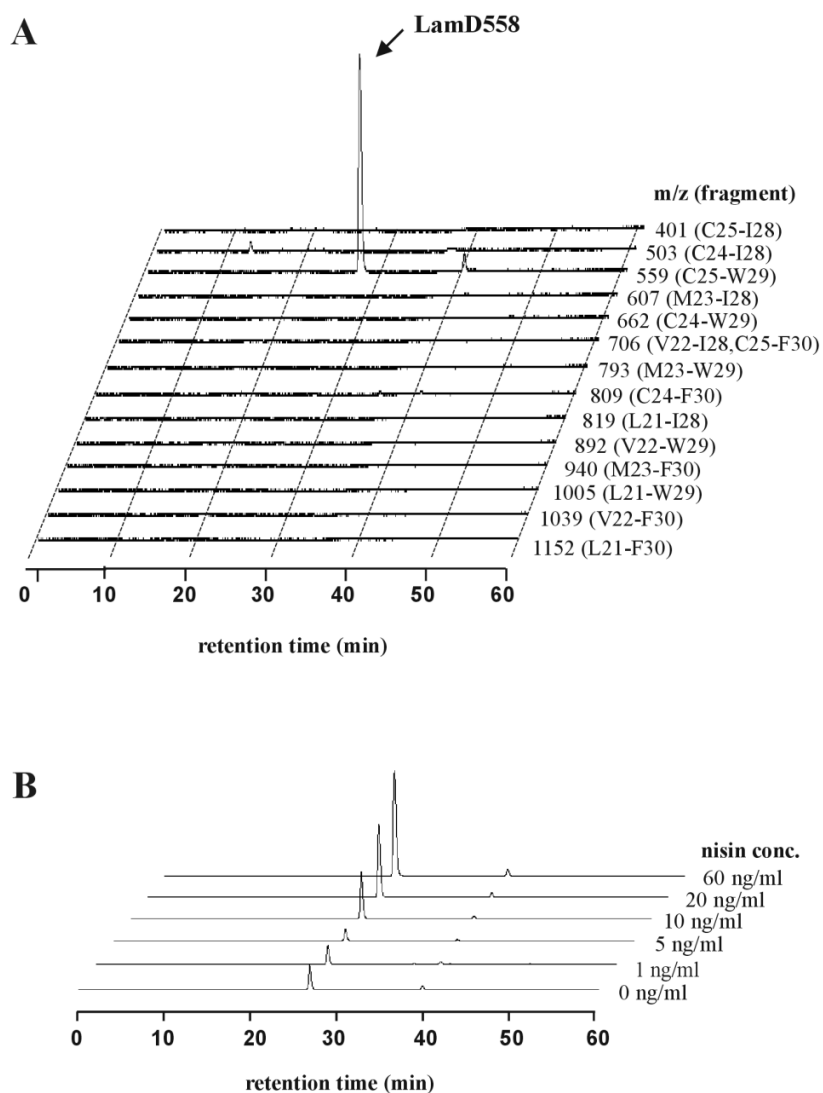 A
LamD558
m/z (fragment)
401 (C25-I28)
503 (C24-I28)
559 (C25-W29)
607 (M23-I28)
662 (C24-W29)
706 (V22-I28,C25-F30)
793 (M23-W29)
809 (C24-F30)
819 (L21-I28)
892 (V22-W29)
940 (M23-F30)
1005 (L21-W29)
1039 (V22-F30)
1152 (L21-F30)
0 10 20 30 40 50 60
retention time (min)
B
nisin conc.
60 ng/ml
20 ng/ml
10 ng/ml
5 ng/ml
1 ng/ml
0 ng/ml
0 10 20 30 40 50 60
retention time (min)